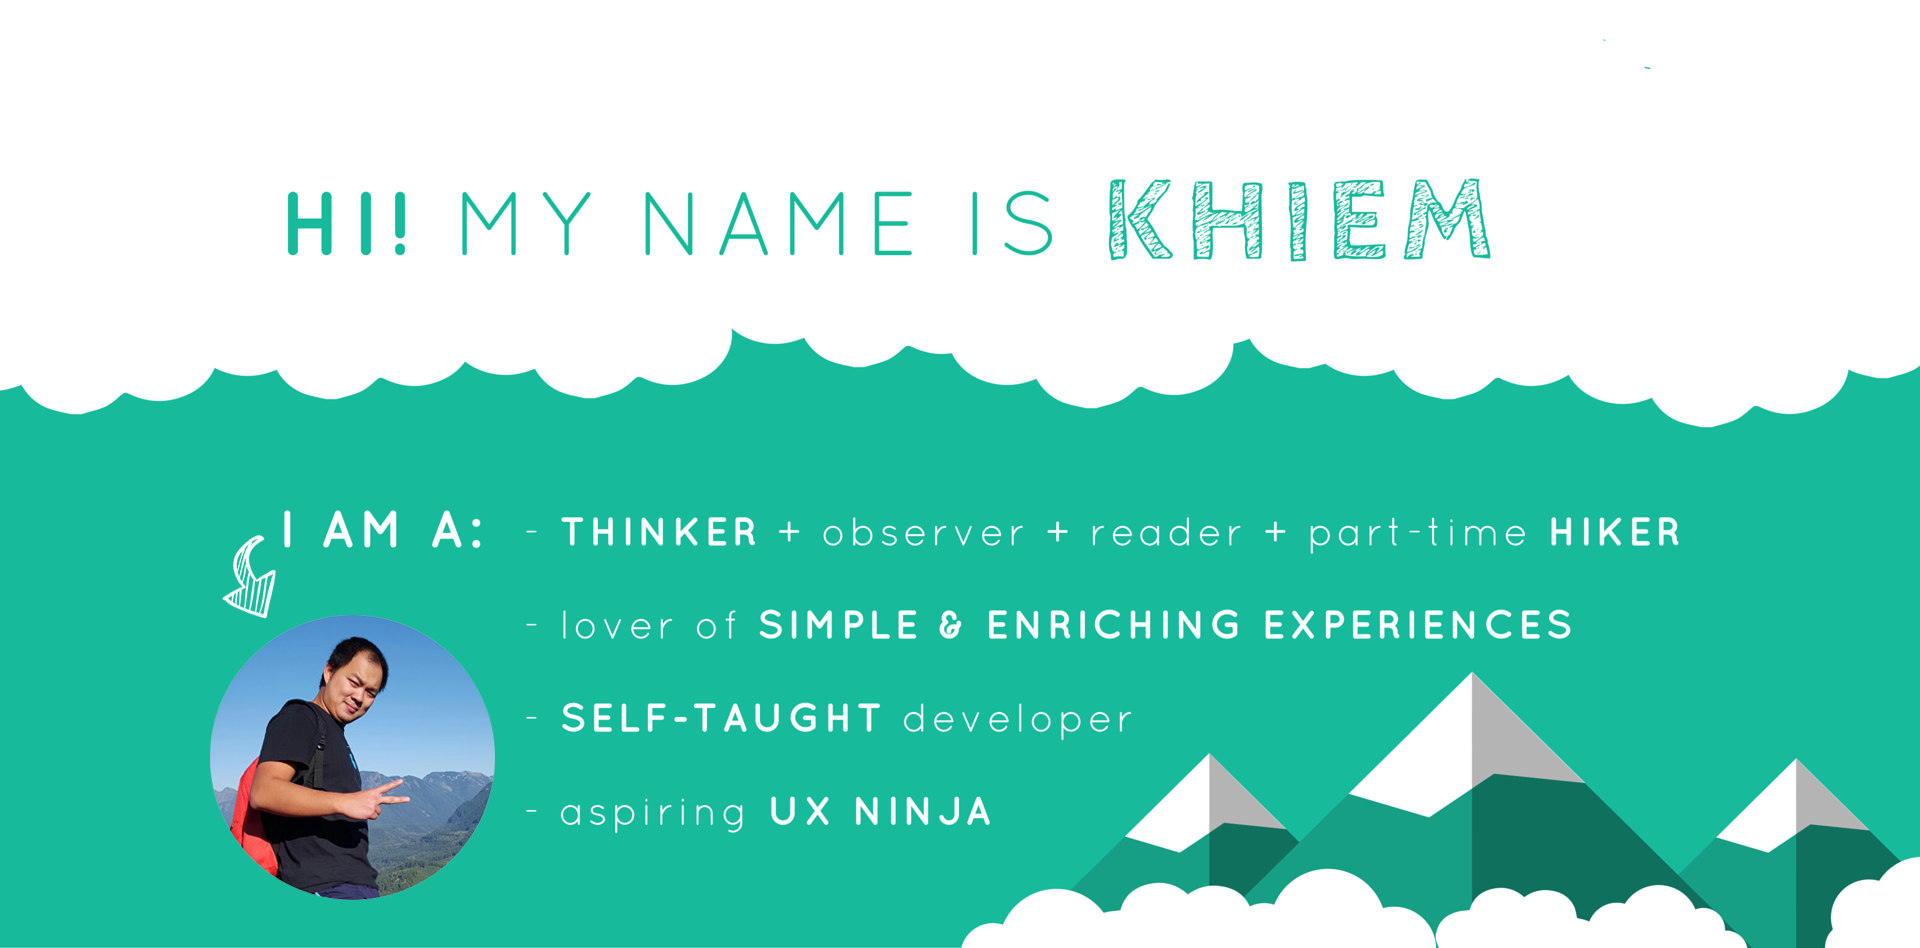 HI! MY NAME IS KHIEM
I AM A: - THINKER + observer + reader + part-time HIKER
- lover of SIMPLE & ENRICHING EXPERIENCES
- SELF-TAUGHT developer
- aspiring UX NINJA